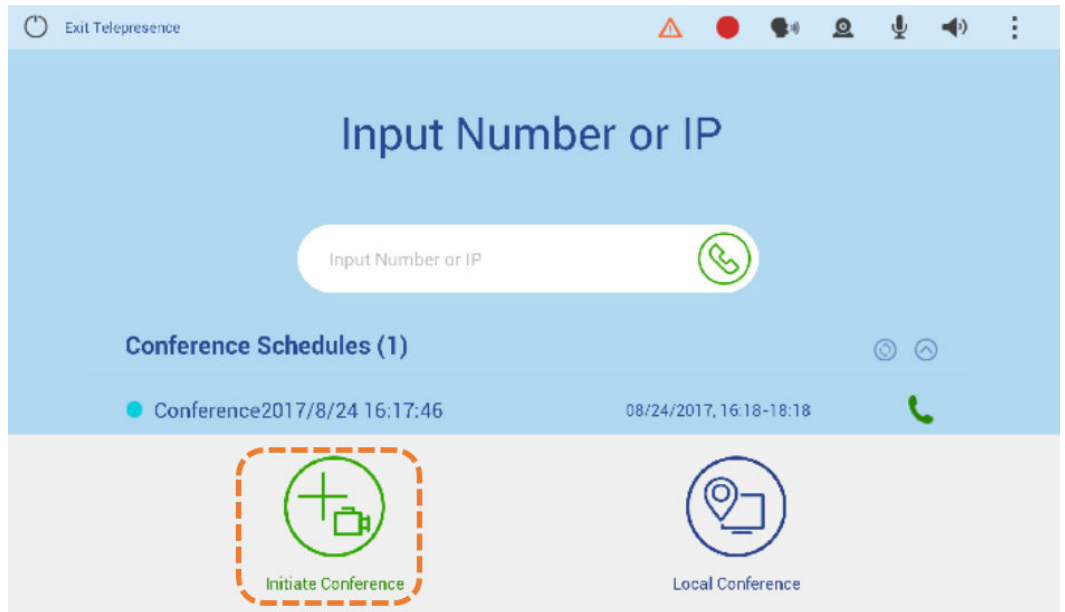 Exit Telepresence
Input Number or IP
Input Number or IP
Conference Schedules (1)
Conference2017/8/24 16:17:46 08/24/2017, 16:18-18:18
Initiate Conference Local Conference